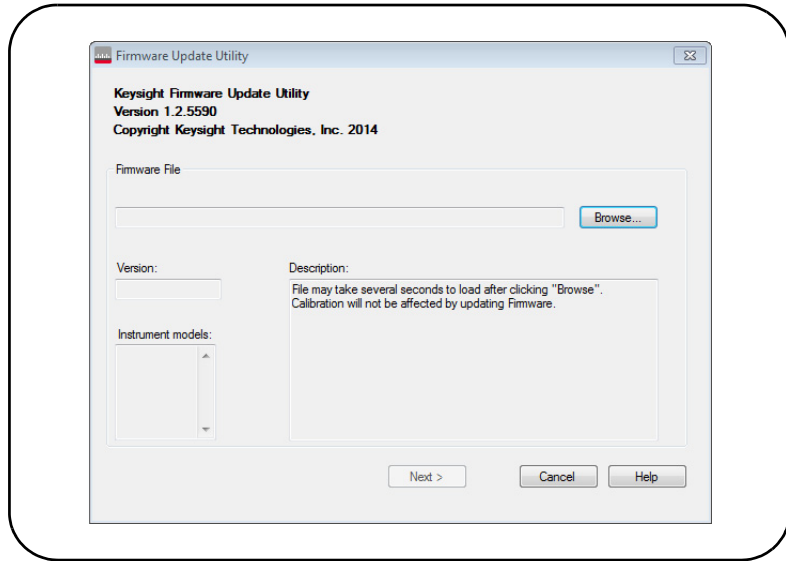 Firmware Update Utility
Keysight Firmware Update Utility
Version 1.2.5590
Copyright Keysight Technologies, Inc. 2014
Firmware File
Browse...
Version:
Description:
File may take several seconds to load after clicking "Browse".
Calibration will not be affected by updating Firmware.
Instrument models:
Next >
Cancel
Help